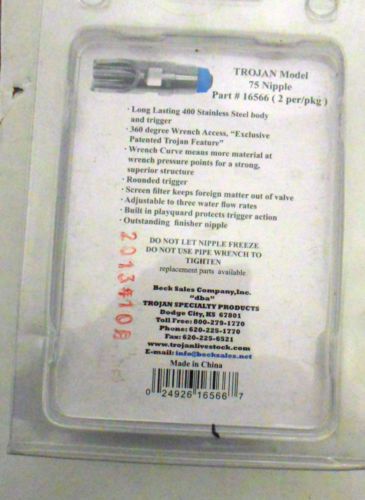 TROJAN Model
75 Nipple
Part # 16566 ( 2 per/pkg )
· Long Lasting 400 Stainless Steel body
and trigger
· 360 degree Wrench Access, “Exclusive
Patented Trojan Feature”
· Wrench Curve means more material at
wrench pressure points for a strong,
superior structure
· Rounded trigger
· Screen filter keeps foreign matter out of valve
· Adjustable to three water flow rates
· Built in playguard protects trigger action
· Outstanding finisher nipple
DO NOT LET NIPPLE FREEZE
DO NOT USE PIPE WRENCH TO
TIGHTEN
replacement parts available
Beck Sales Company,Inc.
“dba”
TROJAN SPECIALTY PRODUCTS
Dodge City, KS 67801
Toll Free: 800-279-1770
Phone: 620-225-1770
Fax: 620-225-6521
www.trojanlivestock.com
E-mail: info@becksales.net
Made in China
0 24926 16566 7